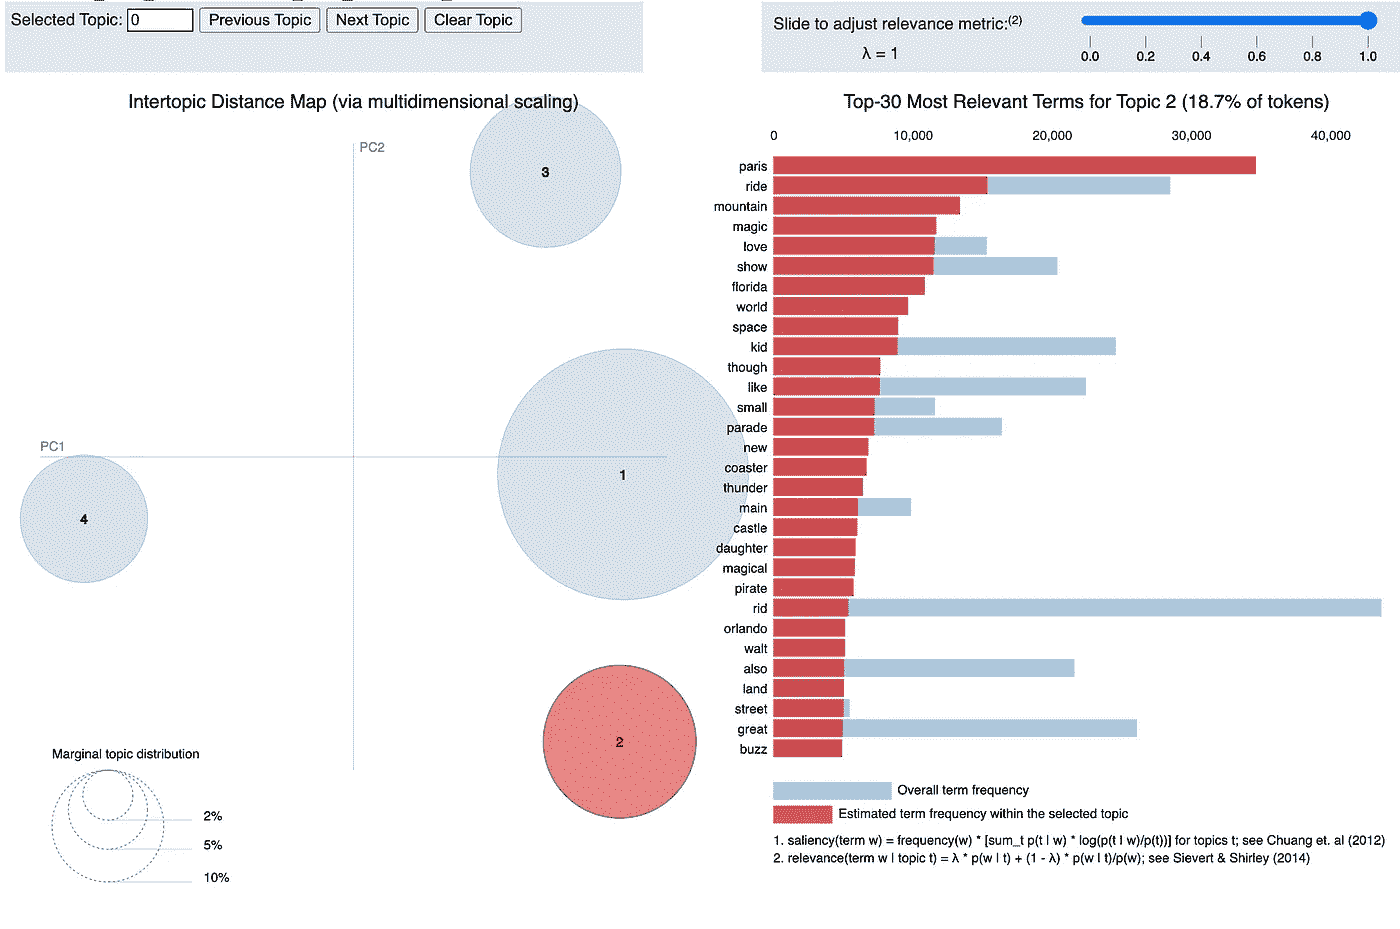 Selected Topic: 0 Previous Topic Next Topic Clear Topic
Slide to adjust relevance metric:(2)
λ = 1
0.0 0.2 0.4 0.6 0.8 1.0
Intertopic Distance Map (via multidimensional scaling)
PC2
PC1
3
1
4
2
Marginal topic distribution
2%
5%
10%
Top-30 Most Relevant Terms for Topic 2 (18.7% of tokens)
0 10,000 20,000 30,000 40,000
paris
ride
mountain
magic
love
show
florida
world
space
kid
though
like
small
parade
new
coaster
thunder
main
castle
daughter
magical
pirate
rid
orlando
walt
also
land
street
great
buzz
Overall term frequency
Estimated term frequency within the selected topic
1. saliency(term w) = frequency(w) * [sum_t p(t | w) * log(p(t | w)/p(t))] for topics t; see Chuang et. al (2012)
2. relevance(term w | topic t) = λ * p(w | t) + (1 - λ) * p(w | t)/p(w); see Sievert & Shirley (2014)